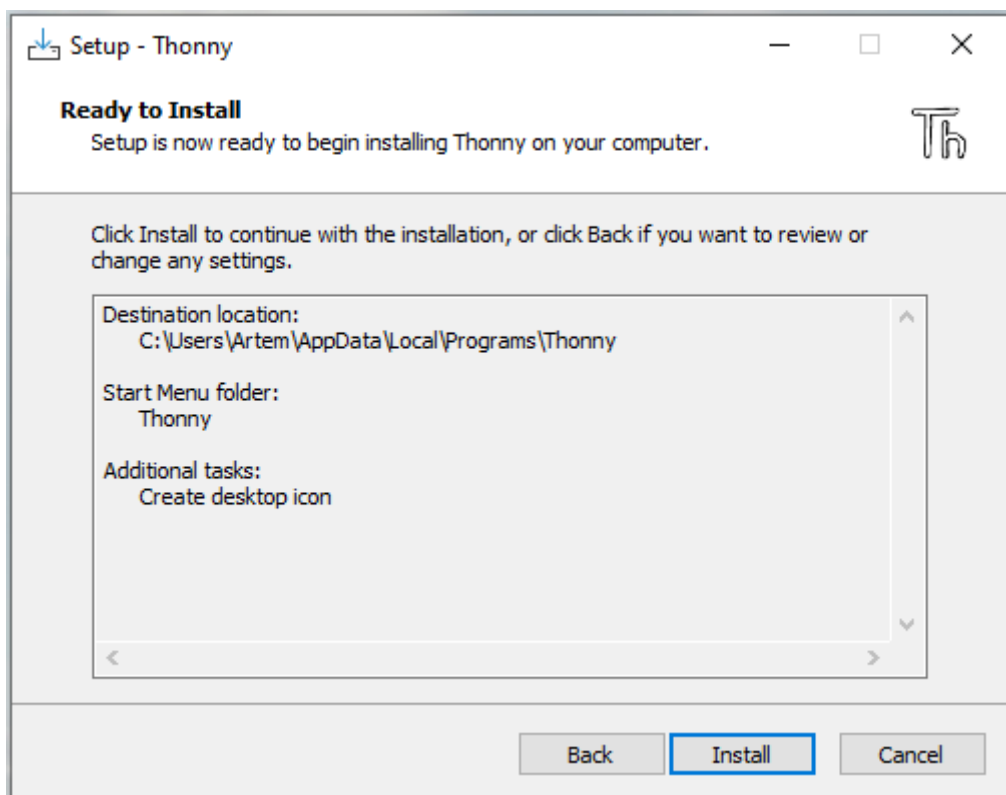 Setup - Thonny
Ready to Install
Setup is now ready to begin installing Thonny on your computer.
Th
Click Install to continue with the installation, or click Back if you want to review or
change any settings.
Destination location:
C:\Users\Artem\AppData\Local\Programs\Thonny
Start Menu folder:
Thonny
Additional tasks:
Create desktop icon
Back
Install
Cancel